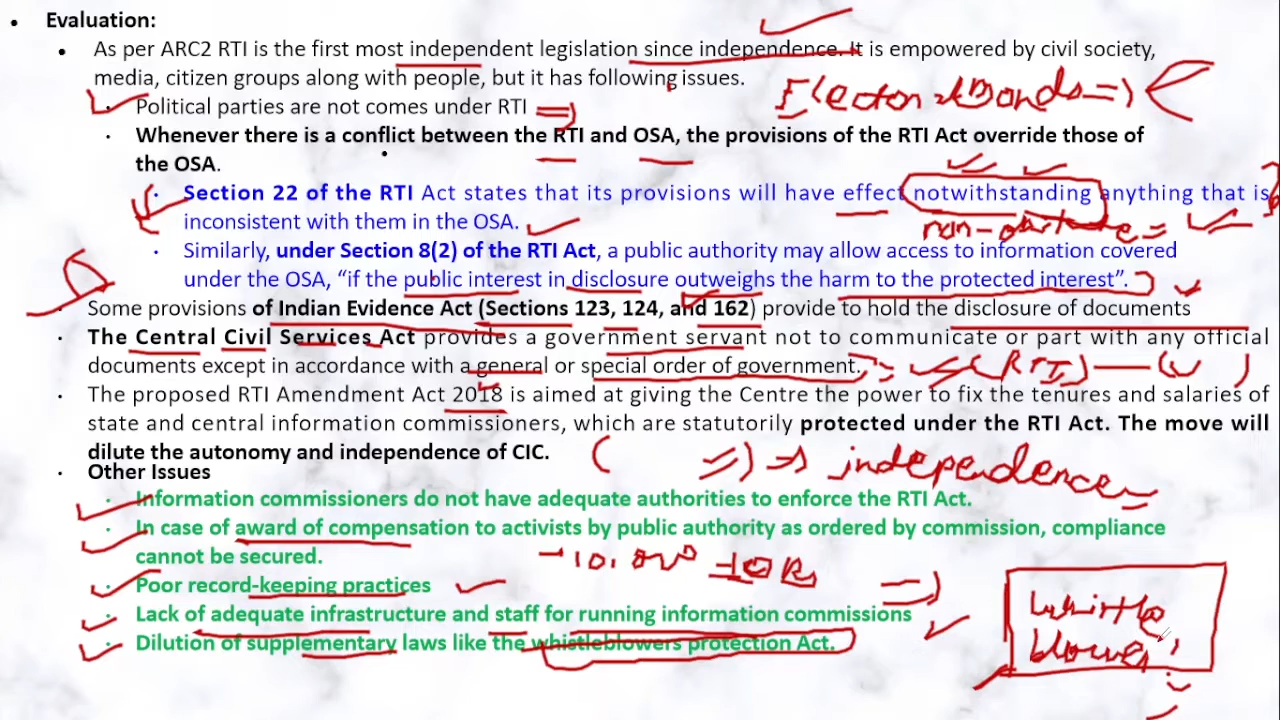 Evaluation:
As per ARC2 RTI is the first most independent legislation since independence. It is empowered by civil society,
media, citizen groups along with people, but it has following issues.
Electoral Bonds =)
Political parties are not comes under RTI =)
Whenever there is a conflict between the RTI and OSA, the provisions of the RTI Act override those of
the OSA.
Section 22 of the RTI Act states that its provisions will have effect notwithstanding anything that is
inconsistent with them in the OSA.
Similarly, under Section 8(2) of the RTI Act, a public authority may allow access to information covered
under the OSA, “if the public interest in disclosure outweighs the harm to the protected interest”.
Some provisions of Indian Evidence Act (Sections 123, 124, and 162) provide to hold the disclosure of documents
The Central Civil Services Act provides a government servant not to communicate or part with any official
documents except in accordance with a general or special order of government.
(RTI)
The proposed RTI Amendment Act 2018 is aimed at giving the Centre the power to fix the tenures and salaries of
state and central information commissioners, which are statutorily protected under the RTI Act. The move will
dilute the autonomy and independence of CIC.
independence
Other Issues
Information commissioners do not have adequate authorities to enforce the RTI Act.
In case of award of compensation to activists by public authority as ordered by commission, compliance
cannot be secured.
Poor record-keeping practices
Lack of adequate infrastructure and staff for running information commissions
Dilution of supplementary laws like the whistleblowers protection Act.
whistle
blower